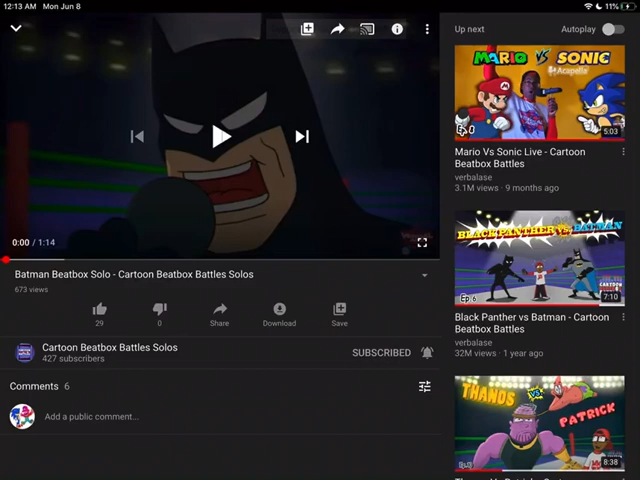 12:13 AM Mon Jun 8
11%
0:00 / 1:14
Batman Beatbox Solo - Cartoon Beatbox Battles Solos
673 views
29
0
Share
Download
Save
Cartoon Beatbox Battles Solos
427 subscribers
SUBSCRIBED
Comments 6
Add a public comment...
Up next
Autoplay
MARIO VS SONIC
Acapella
Ep. 0
5:03
Mario Vs Sonic Live - Cartoon
Beatbox Battles
verbalase
3.1M views · 9 months ago
BLACK PANTHER VS BATMAN
Ep 6
7:10
Black Panther vs Batman - Cartoon
Beatbox Battles
verbalase
32M views · 1 year ago
THANOS VS PATRICK
8:38